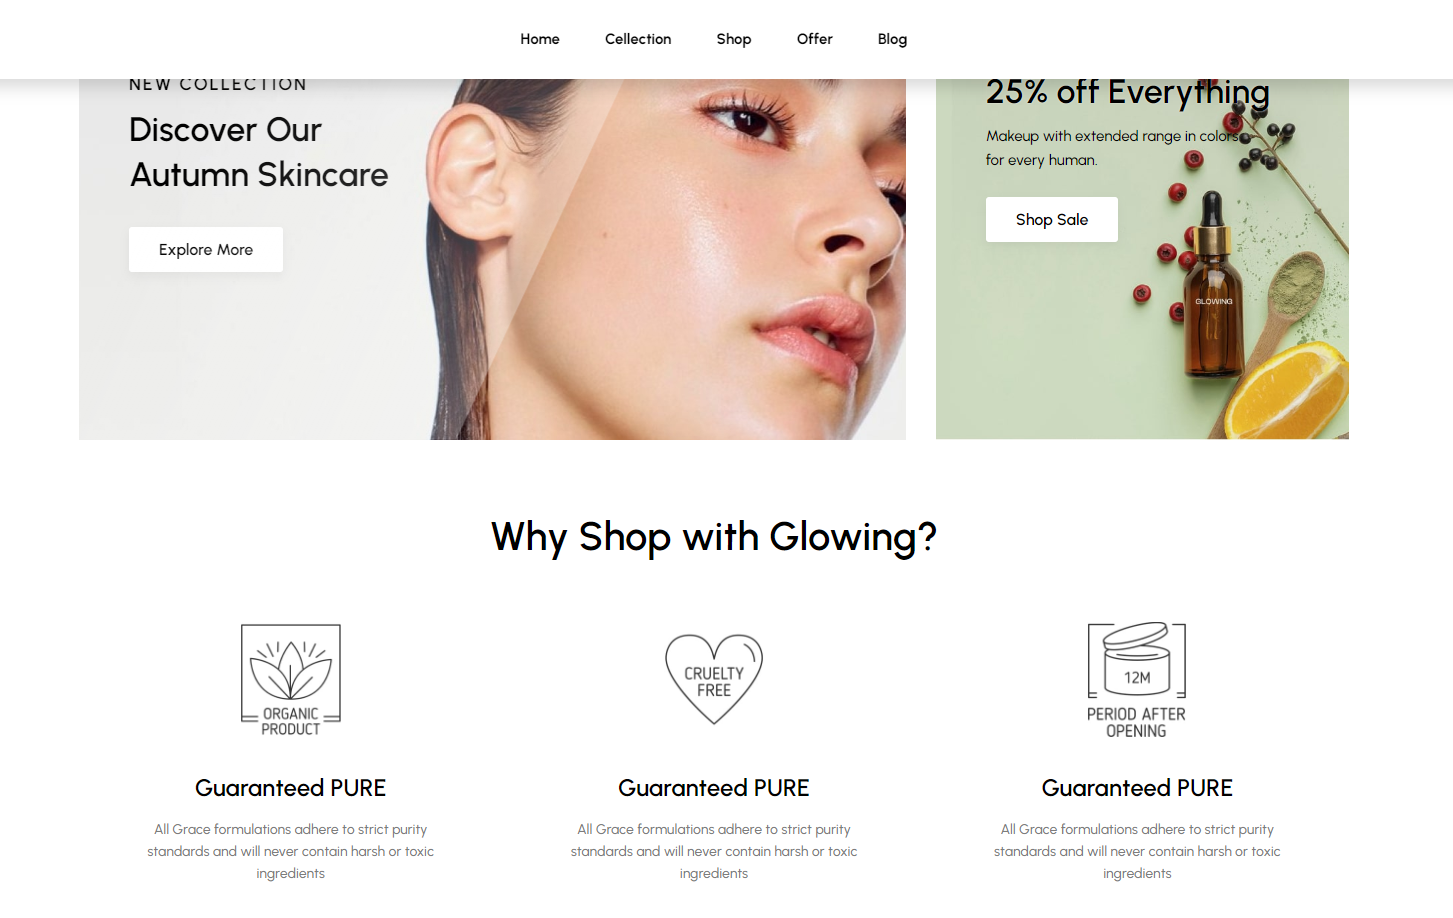 Home Cellection Shop Offer Blog
NEW COLLECTION
Discover Our
Autumn Skincare
Explore More
25% off Everything
Makeup with extended range in colors
for every human.
Shop Sale
GLOWING
Why Shop with Glowing?
ORGANIC
PRODUCT
CRUELTY
FREE
12M
PERIOD AFTER
OPENING
Guaranteed PURE
All Grace formulations adhere to strict purity
standards and will never contain harsh or toxic
ingredients
Guaranteed PURE
All Grace formulations adhere to strict purity
standards and will never contain harsh or toxic
ingredients
Guaranteed PURE
All Grace formulations adhere to strict purity
standards and will never contain harsh or toxic
ingredients